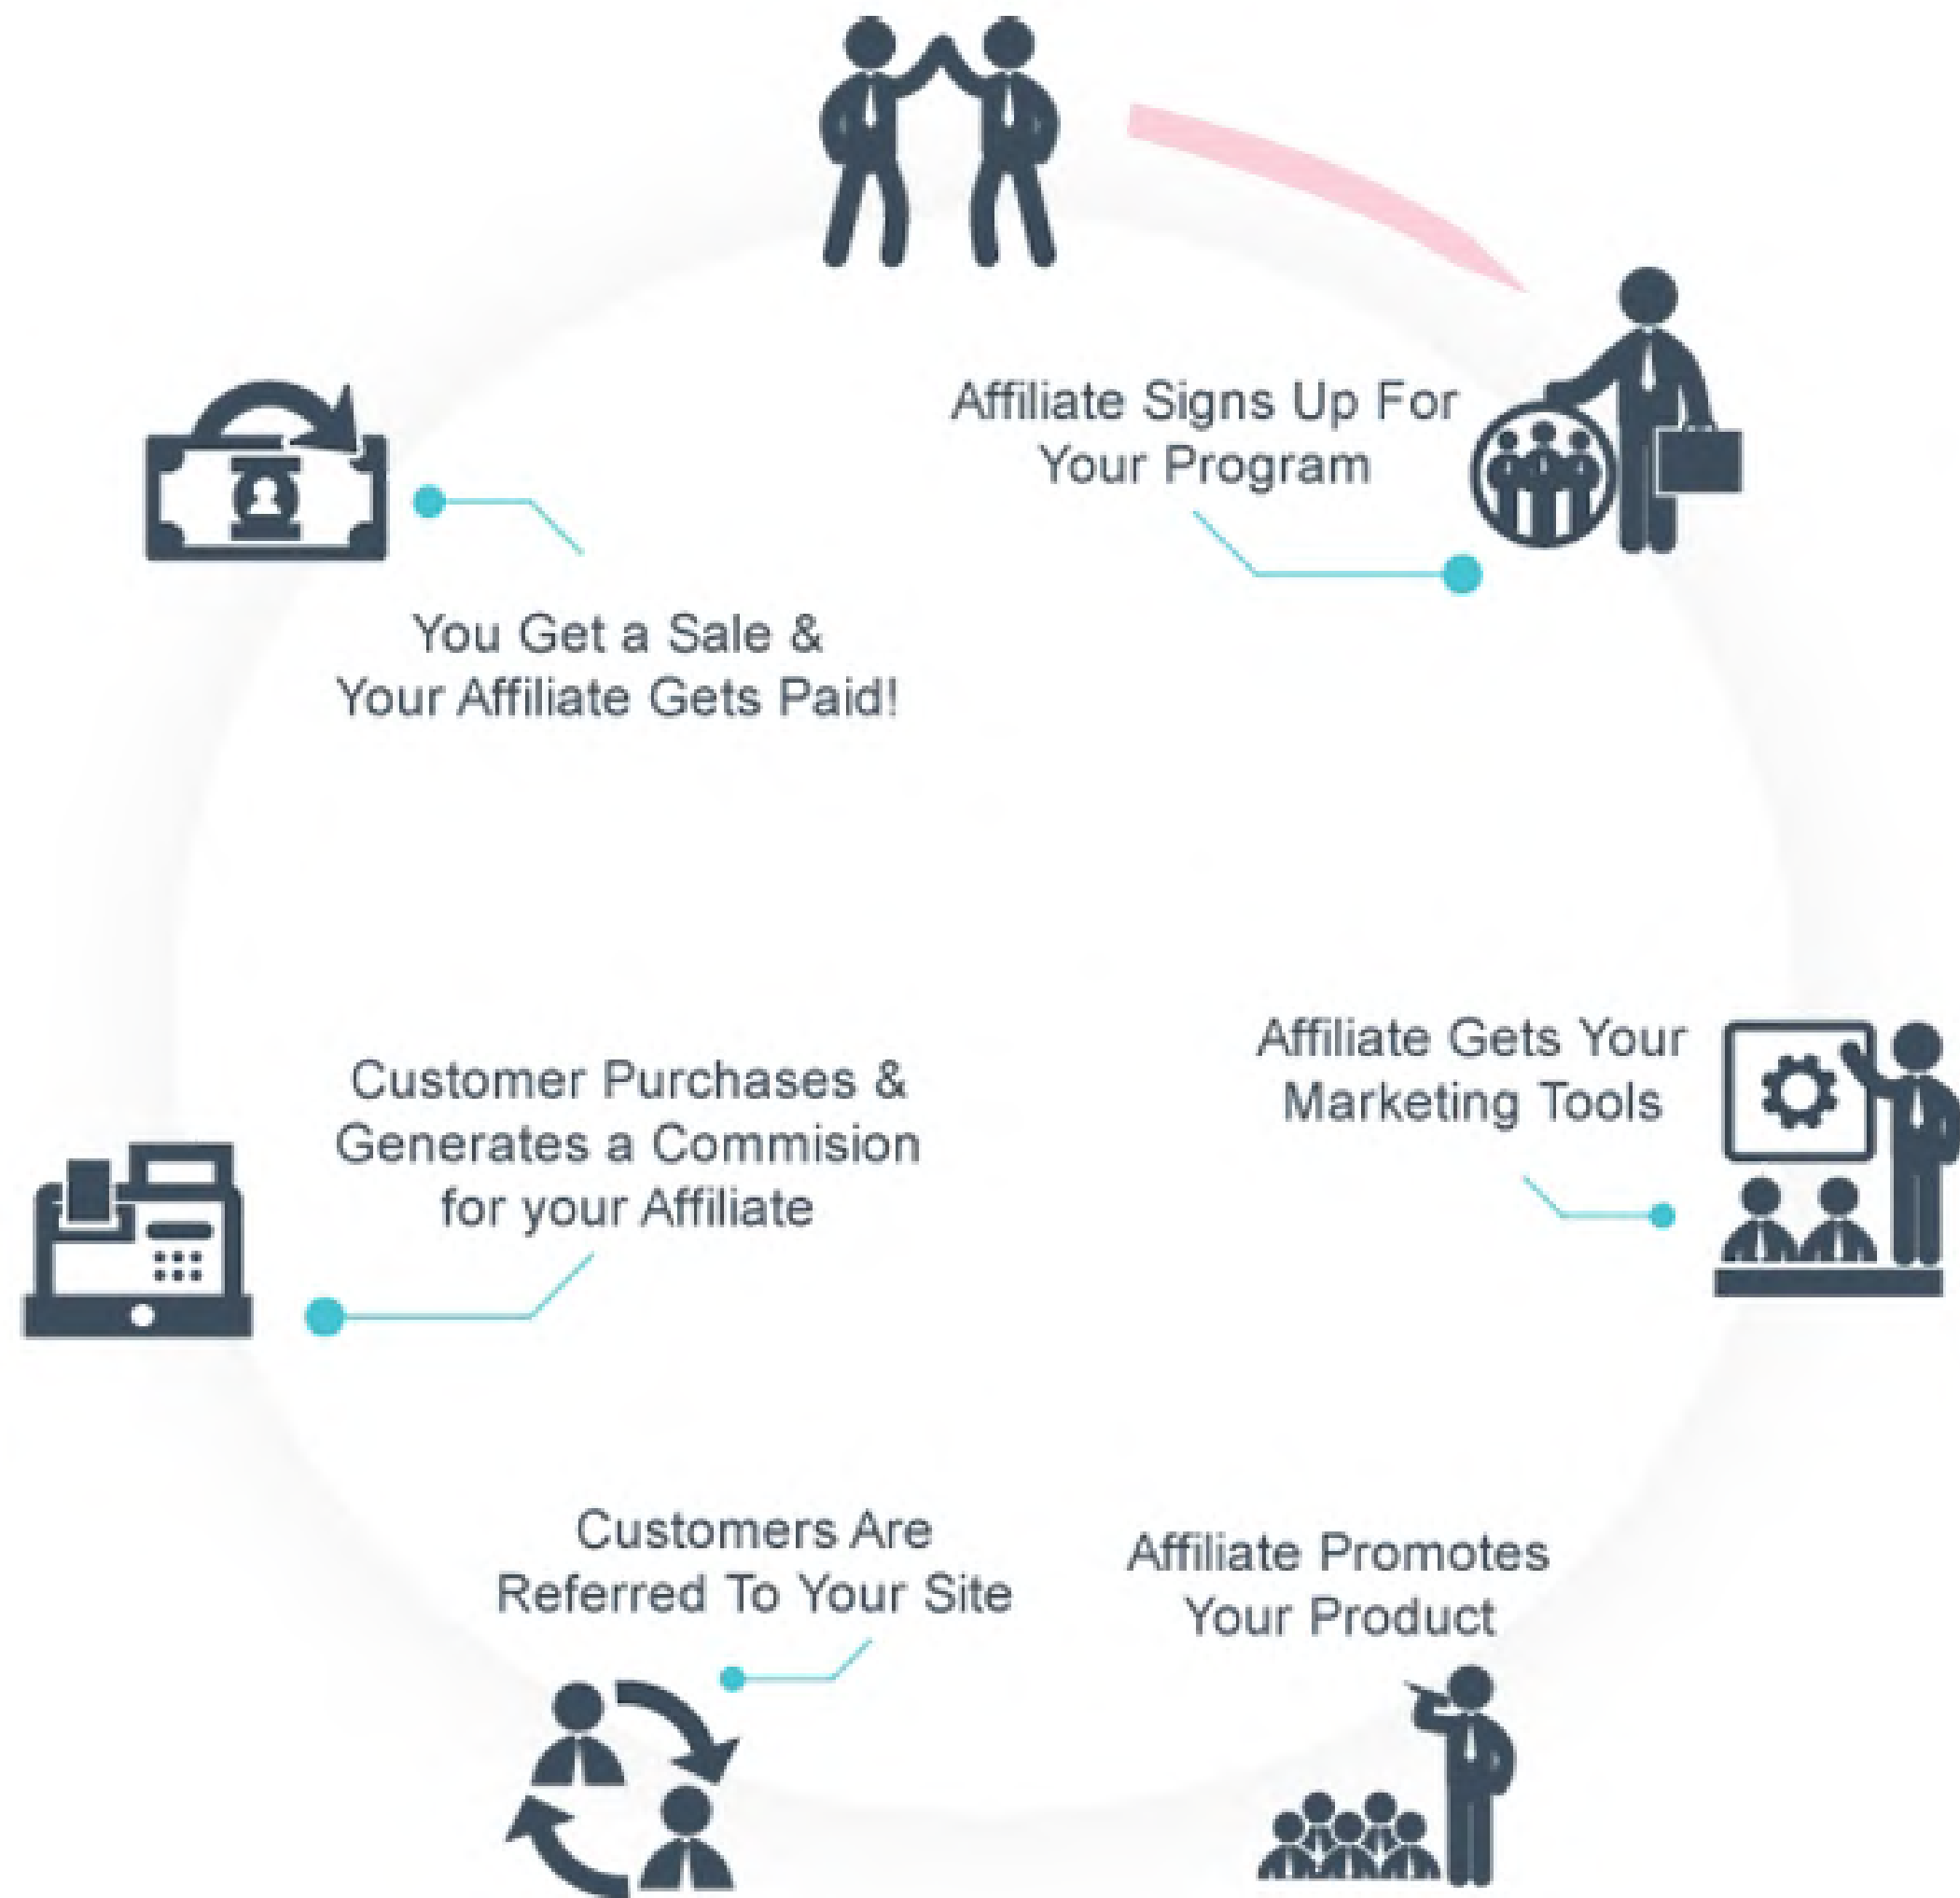 Affiliate Signs Up For
Your Program
Affiliate Gets Your
Marketing Tools
Affiliate Promotes
Your Product
Customers Are
Referred To Your Site
Customer Purchases &
Generates a Commision
for your Affiliate
You Get a Sale &
Your Affiliate Gets Paid!